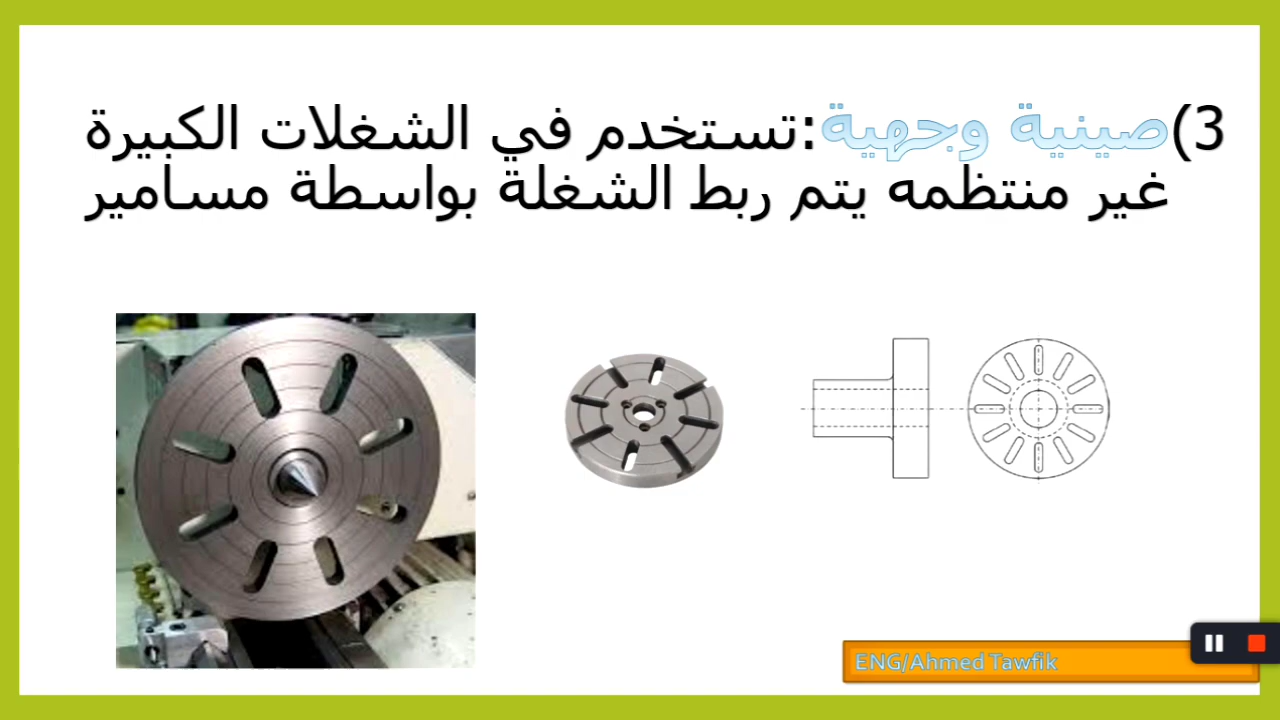 3)صينية وجهية:تستخدم في الشغلات الكبيرة
غير منتظمه يتم ربط الشغلة بواسطة مسامير
ENG/Ahmed Tawfik